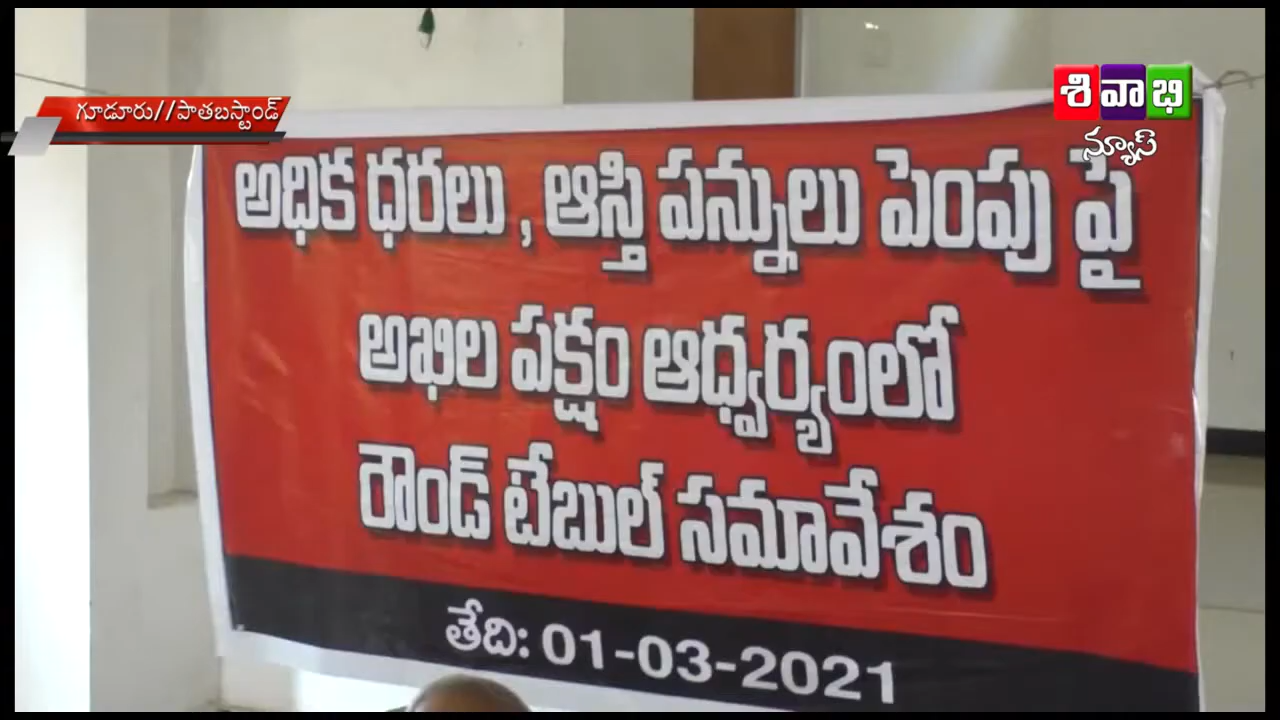 గూడూరు//పాతబస్టాండ్
శివాభి
న్యూస్
అధిక ధరలు , ఆస్తి పన్నులు పెంపు పై
అఖిల పక్షం ఆధ్వర్యంలో
రౌండ్ టేబుల్ సమావేశం
తేది: 01-03-2021